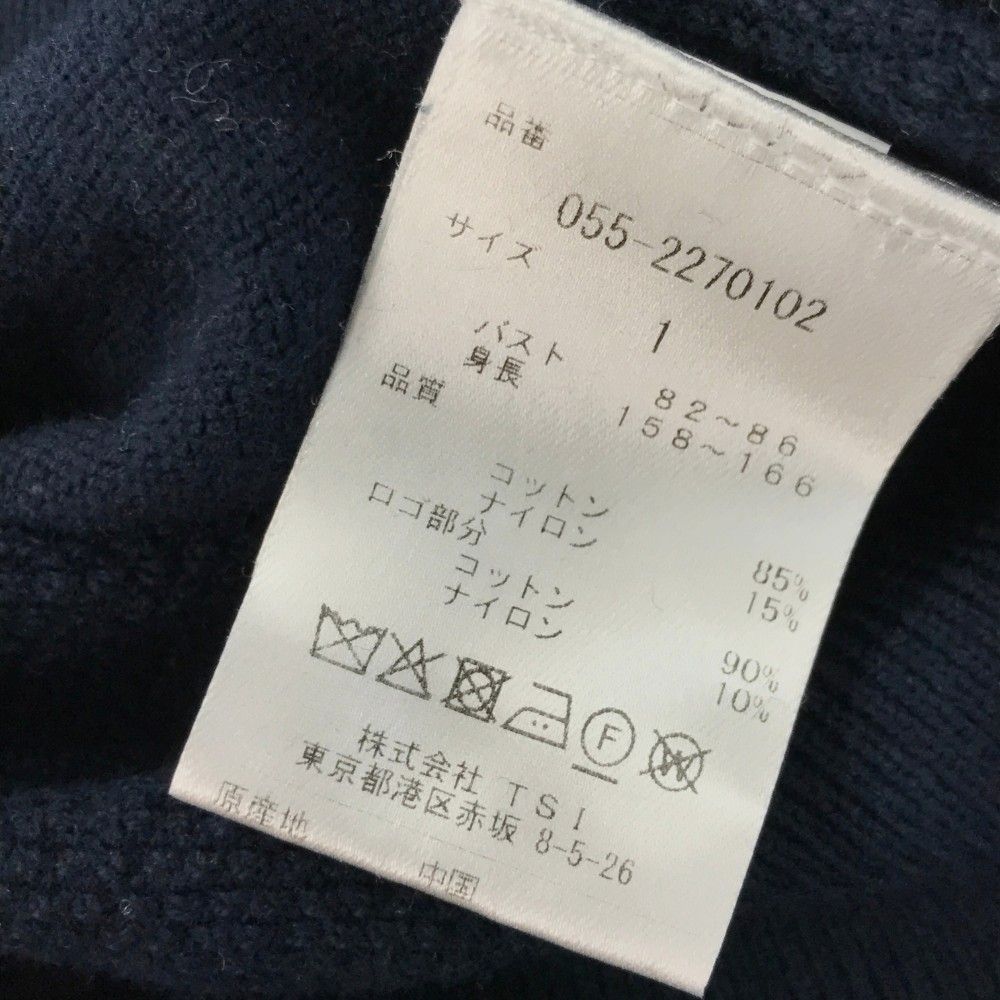 品番
055-2270102
サイズ
1
バスト 82～86
身長 158～166
品質
コットン 85%
ナイロン 15%
ロゴ部分
コットン 90%
ナイロン 10%
F W
株式会社 TSI
東京都港区赤坂 8-5-26
原産地
中国